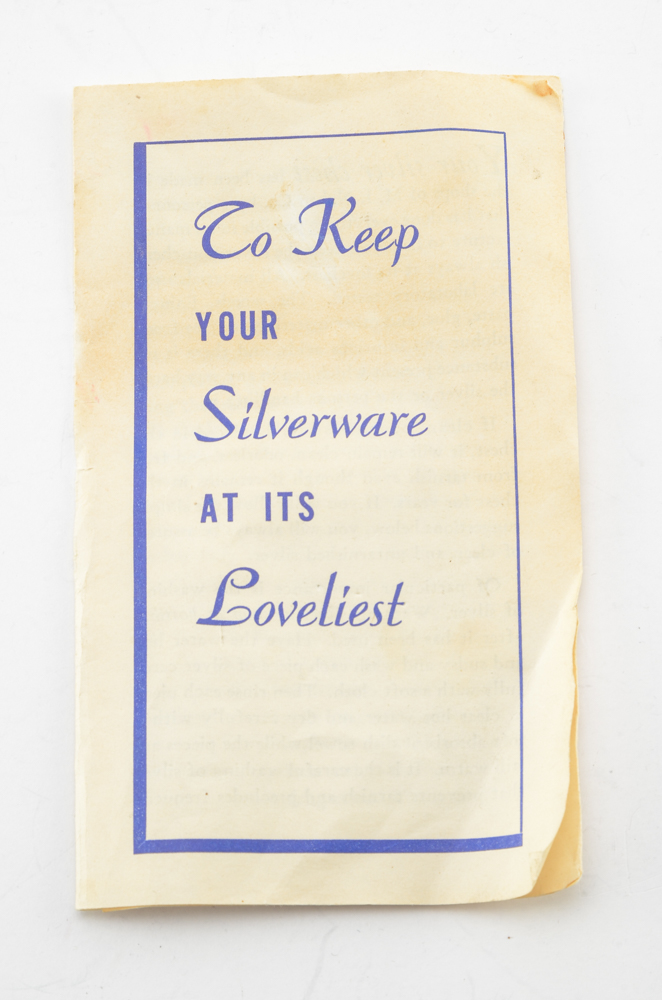 To Keep
YOUR
Silverware
AT ITS
Loveliest